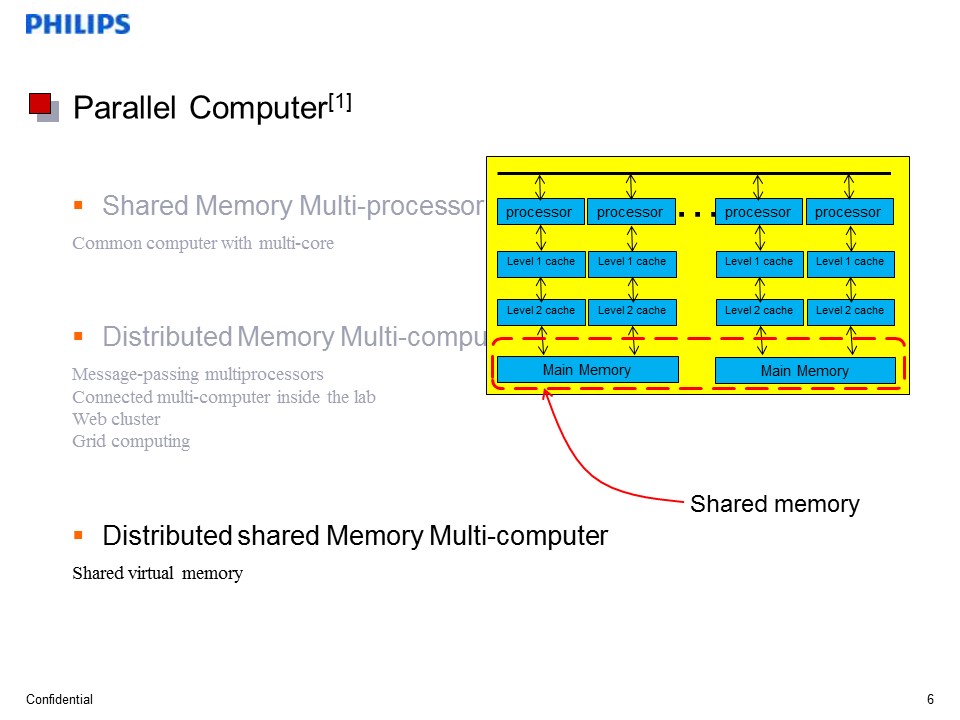 PHILIPS
Parallel Computer[1]
Shared Memory Multi-processor
Common computer with multi-core
Distributed Memory Multi-compu
Message-passing multiprocessors
Connected multi-computer inside the lab
Web cluster
Grid computing
processor processor ... processor processor
Level 1 cache Level 1 cache Level 1 cache Level 1 cache
Level 2 cache Level 2 cache Level 2 cache Level 2 cache
Main Memory Main Memory
Shared memory
Distributed shared Memory Multi-computer
Shared virtual memory
Confidential
6